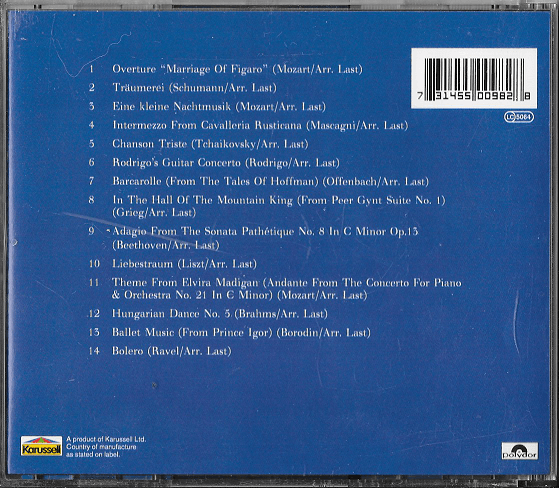 1 Overture "Marriage Of Figaro" (Mozart/Arr. Last)
2 Träumerei (Schumann/Arr. Last)
3 Eine kleine Nachtmusik (Mozart/Arr. Last)
4 Intermezzo From Cavalleria Rusticana (Mascagni/Arr. Last)
5 Chanson Triste (Tchaikovsky/Arr. Last)
6 Rodrigo's Guitar Concerto (Rodrigo/Arr. Last)
7 Barcarolle (From The Tales Of Hoffman) (Offenbach/Arr. Last)
8 In The Hall Of The Mountain King (From Peer Gynt Suite No. 1)
(Grieg/Arr. Last)
9 Adagio From The Sonata Pathétique No. 8 In C Minor Op.13
(Beethoven/Arr. Last)
10 Liebestraum (Liszt/Arr. Last)
11 Theme From Elvira Madigan (Andante From The Concerto For Piano
& Orchestra No. 21 In C Minor) (Mozart/Arr. Last)
12 Hungarian Dance No. 5 (Brahms/Arr. Last)
13 Ballet Music (From Prince Igor) (Borodin/Arr. Last)
14 Bolero (Ravel/Arr. Last)
7 31455 00982 8
LC 5064
Karussell
A product of Karussell Ltd.
Country of manufacture
as stated on label.
polydor